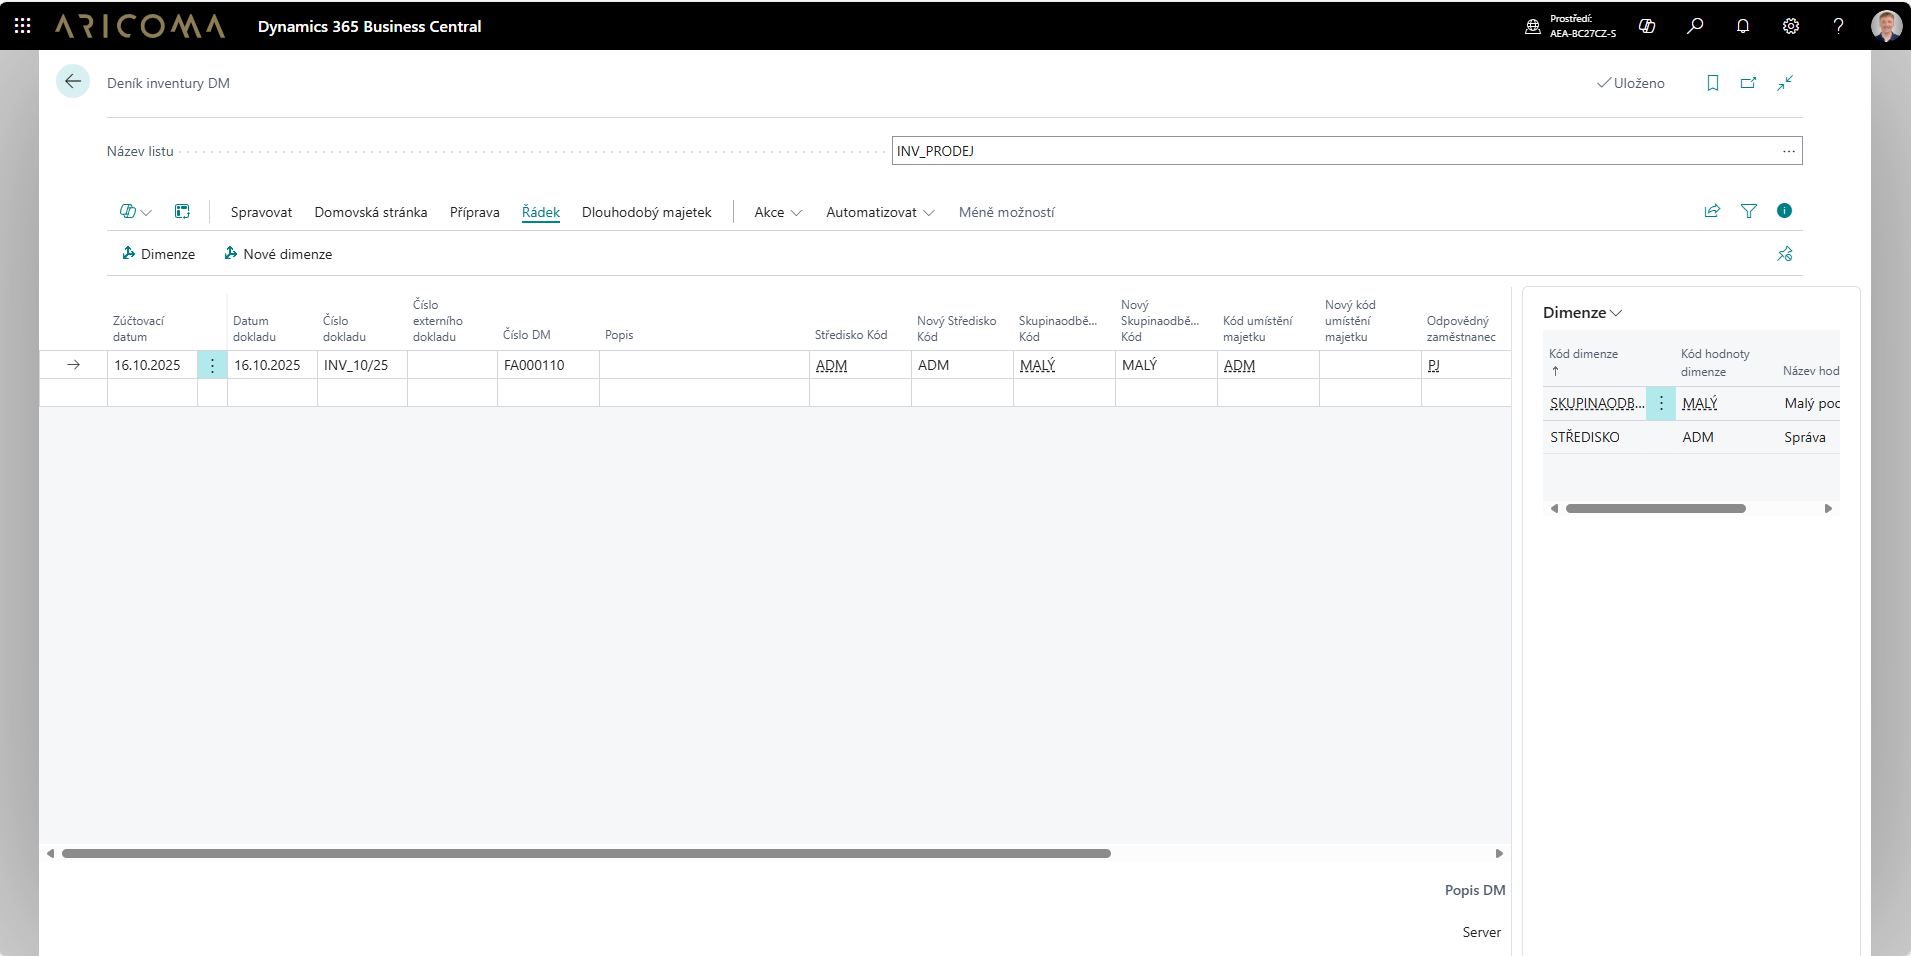 ARICOMA
Dynamics 365 Business Central
Prostředí:
AEA-BC27CZ-S
Deník inventury DM
Uloženo
Název listu
INV_PRODEJ
Spravovat
Domovská stránka
Příprava
Řádek
Dlouhodobý majetek
Akce
Automatizovat
Méně možností
Dimenze
Nové dimenze
Zúčtovací datum
Datum dokladu
Číslo dokladu
Číslo externího dokladu
Číslo DM
Popis
Středisko Kód
Nový Středisko Kód
Skupinaodbě... Kód
Nový Skupinaodbě... Kód
Kód umístění majetku
Nový kód umístění majetku
Odpovědný zaměstnanec
16.10.2025
16.10.2025
INV_10/25
FA000110
ADM
ADM
MALÝ
MALÝ
ADM
PJ
Popis DM
Server
Dimenze
Kód dimenze
Kód hodnoty dimenze
Název hod
SKUPINAODB...
MALÝ
Malý poc
STŘEDISKO
ADM
Správa